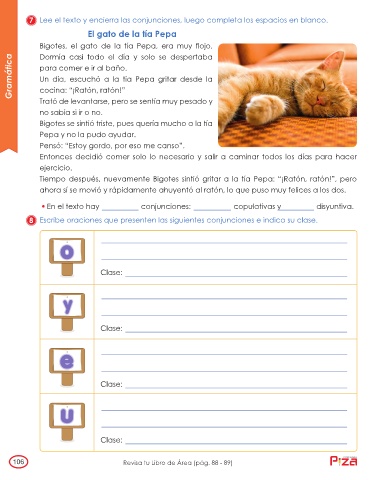 7 Lee el texto y encierra las conjunciones, luego completa los espacios en blanco.
El gato de la tía Pepa
Bigotes, el gato de la tía Pepa, era muy flojo.
Dormía casi todo el día y solo se despertaba
para comer e ir al baño.
Un día, escuchó a la tía Pepa gritar desde la
cocina: “¡Ratón, ratón!”
Trató de levantarse, pero se sentía muy pesado y
no sabía si ir o no.
Bigotes se sintió triste, pues quería mucho a la tía
Pepa y no la pudo ayudar.
Pensó: “Estoy gordo, por eso me canso”.
Entonces decidió comer solo lo necesario y salir a caminar todos los días para hacer
ejercicio.
Tiempo después, nuevamente Bigotes sintió gritar a la tía Pepa: “¡Ratón, ratón!”, pero
ahora sí se movió y rápidamente ahuyentó al ratón, lo que puso muy felices a los dos.
• En el texto hay __________ conjunciones: __________ copulativas y _________ disyuntiva.
8 Escribe oraciones que presenten las siguientes conjunciones e indica su clase.
o
Clase:
y
Clase:
e
Clase:
u
Clase:
Gramática
106
Revisa tu Libro de Área (pág. 88 - 89)
PIZA